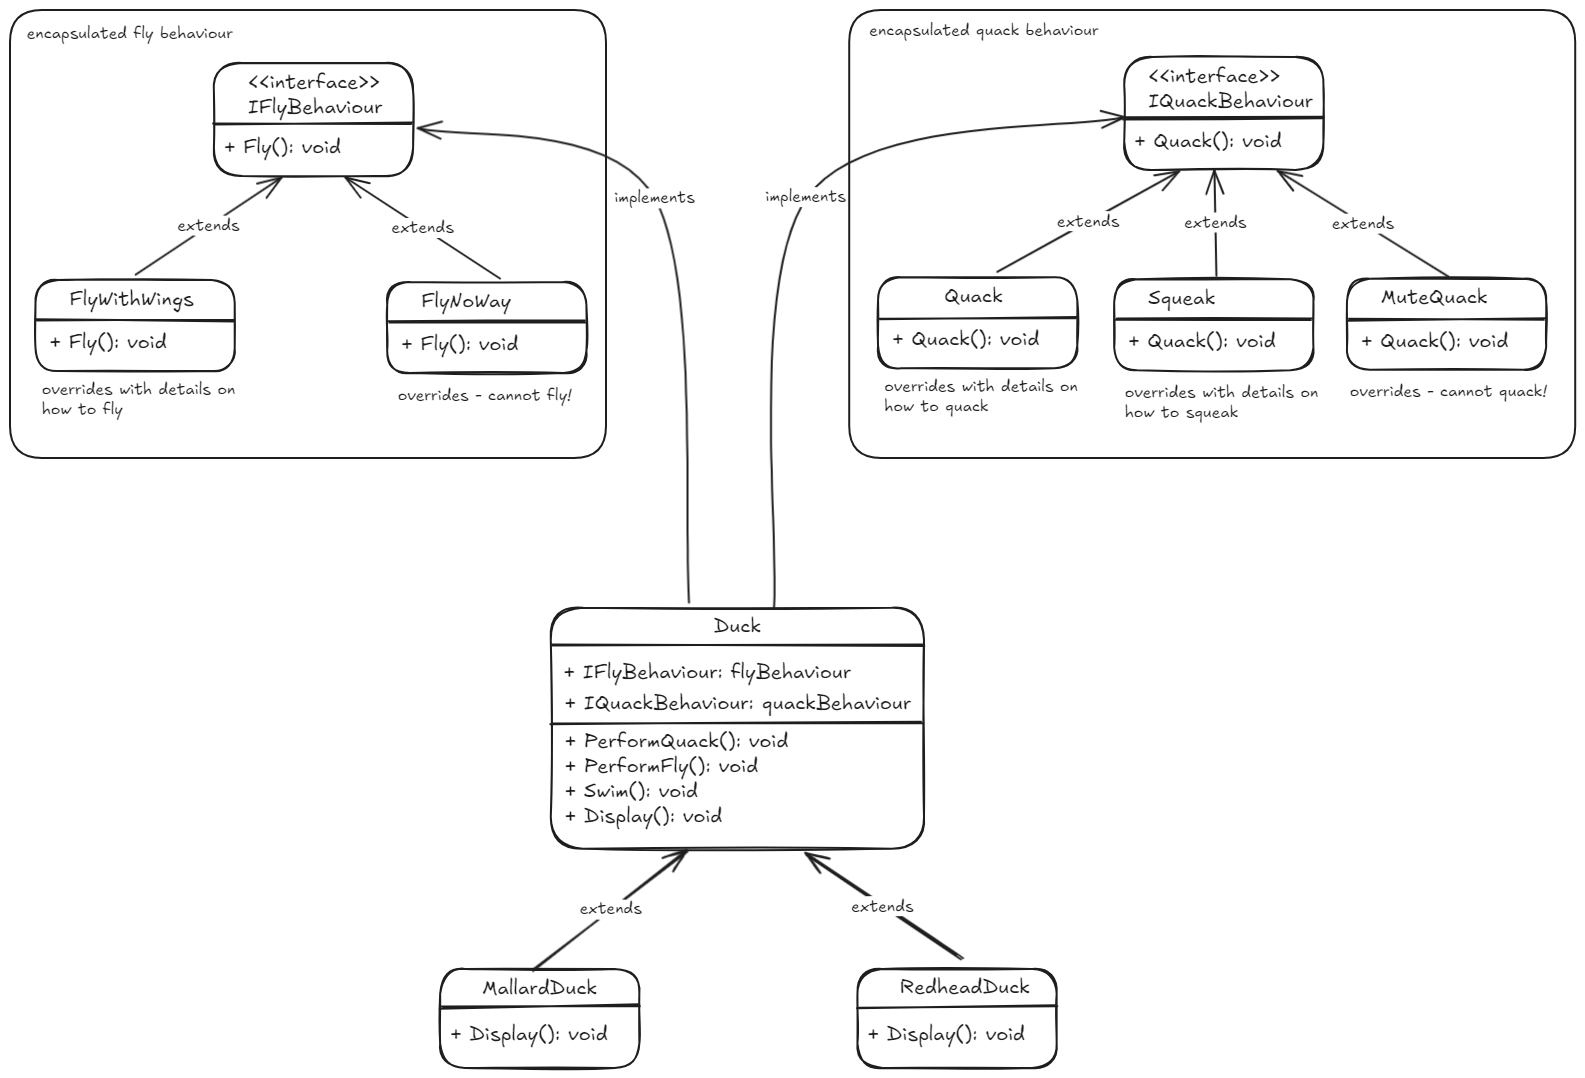 encapsulated fly behaviour
<<interface>>
IFlyBehaviour
+ Fly(): void
extends
extends
FlyWithWings
+ Fly(): void
overrides with details on
how to fly
FlyNoWay
+ Fly(): void
overrides - cannot fly!
implements
implements
encapsulated quack behaviour
<<interface>>
IQuackBehaviour
+ Quack(): void
extends
extends
extends
Quack
+ Quack(): void
overrides with details on
how to quack
Squeak
+ Quack(): void
overrides with details on
how to squeak
MuteQuack
+ Quack(): void
overrides - cannot quack!
Duck
+ IFlyBehaviour: flyBehaviour
+ IQuackBehaviour: quackBehaviour
+ PerformQuack(): void
+ PerformFly(): void
+ Swim(): void
+ Display(): void
extends
extends
MallardDuck
+ Display(): void
RedheadDuck
+ Display(): void